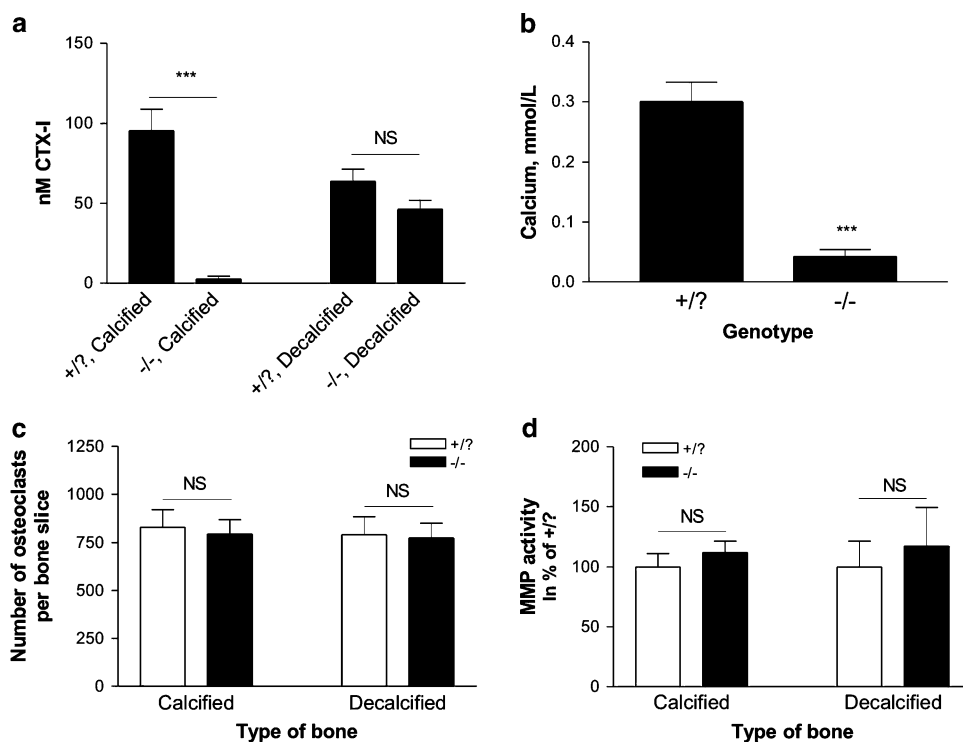 a
nM CTX-I
150
100
50
0
***
NS
+/?, Calcified
-/-, Calcified
+/?, Decalcified
-/-, Decalcified
b
Calcium, mmol/L
0.4
0.3
0.2
0.1
0.0
***
+/?
-/-
Genotype
c
Number of osteoclasts
per bone slice
1250
1000
750
500
250
0
+/?
-/-
NS
NS
Calcified
Decalcified
Type of bone
d
MMP activity
In % of +/?
200
150
100
50
0
+/?
-/-
NS
NS
Calcified
Decalcified
Type of bone